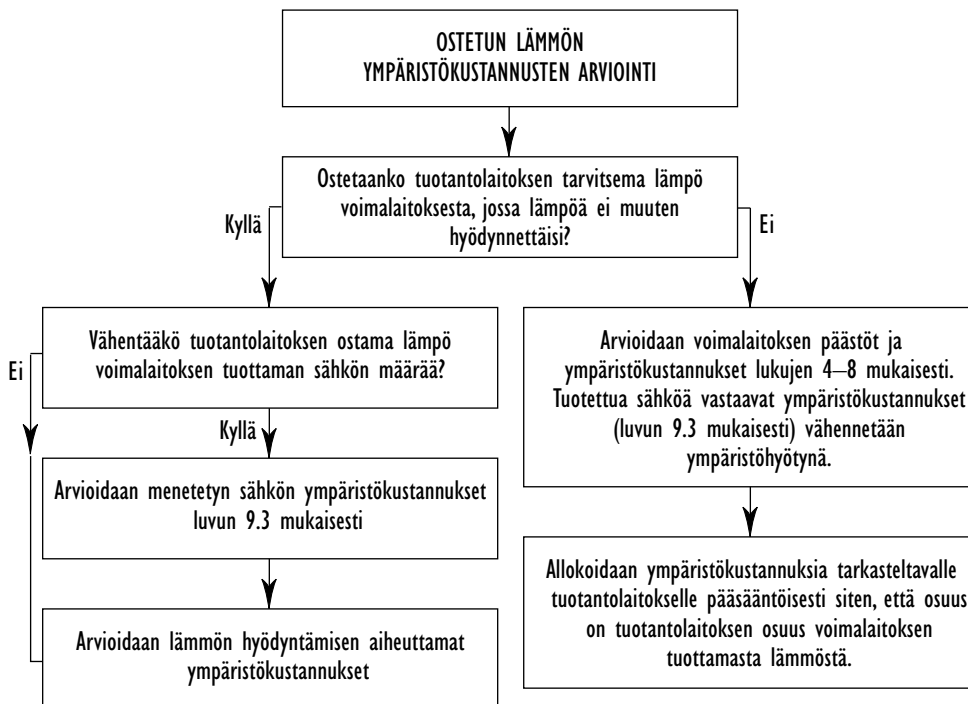 OSTETUN LÄMMÖN
YMPÄRISTÖKUSTANNUSTEN ARVIOINTI
Ostetaanko tuotantolaitoksen tarvitsema lämpö
voimalaitoksesta, jossa lämpöä ei muuten
hyödynnettäisi?
Kyllä
Ei
Vähentääkö tuotantolaitoksen ostama lämpö
voimalaitoksen tuottaman sähkön määrää?
Ei
Kyllä
Arvioidaan menetetyn sähkön ympäristökustannukset
luvun 9.3 mukaisesti
Arvioidaan lämmön hyödyntämisen aiheuttamat
ympäristökustannukset
Arvioidaan voimalaitoksen päästöt ja
ympäristökustannukset lukujen 4–8 mukaisesti.
Tuotettua sähköä vastaavat ympäristökustannukset
(luvun 9.3 mukaisesti) vähennetään
ympäristöhyötynä.
Allokoidaan ympäristökustannuksia tarkasteltavalle
tuotantolaitokselle pääsääntöisesti siten, että osuus
on tuotantolaitoksen osuus voimalaitoksen
tuottamasta lämmöstä.